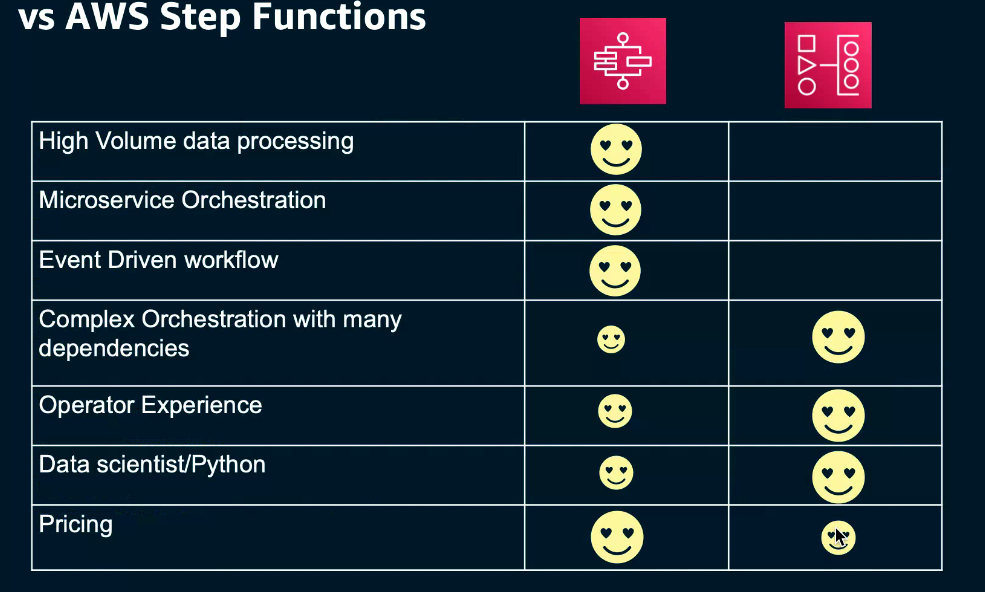 vs AWS Step Functions
High Volume data processing
Microservice Orchestration
Event Driven workflow
Complex Orchestration with many
dependencies
Operator Experience
Data scientist/Python
Pricing